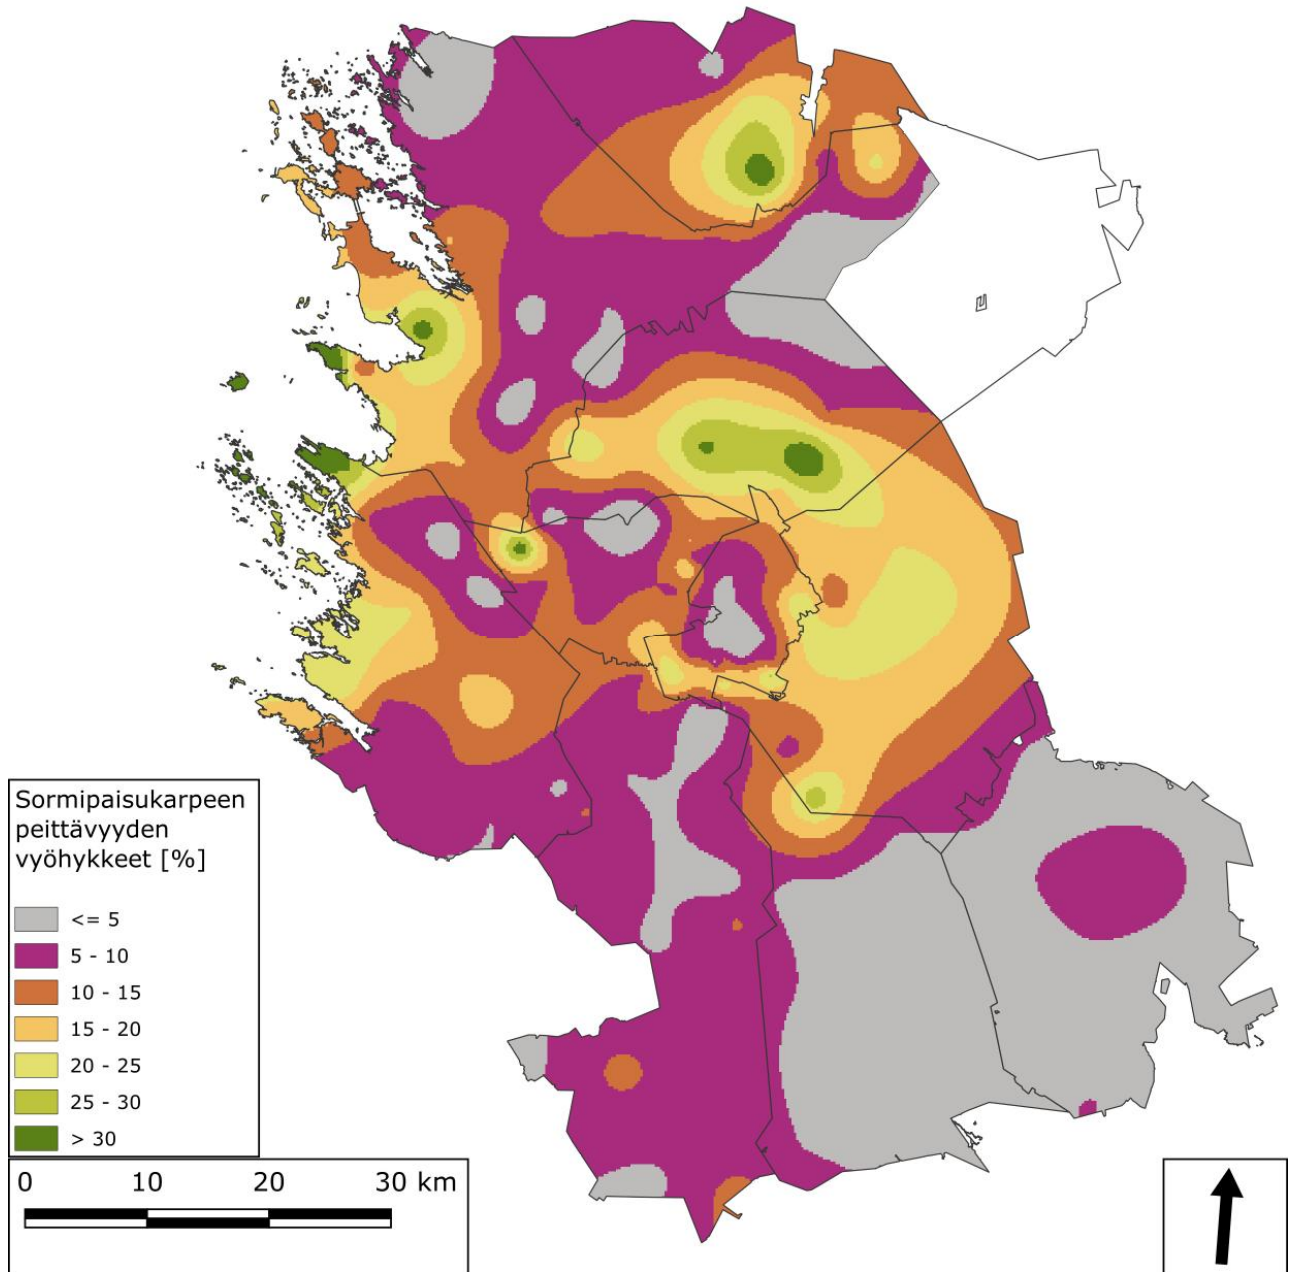 Sormipaisukarpeen
peittävyyden
vyöhykkeet [%]
<= 5
5 - 10
10 - 15
15 - 20
20 - 25
25 - 30
> 30
0 10 20 30 km